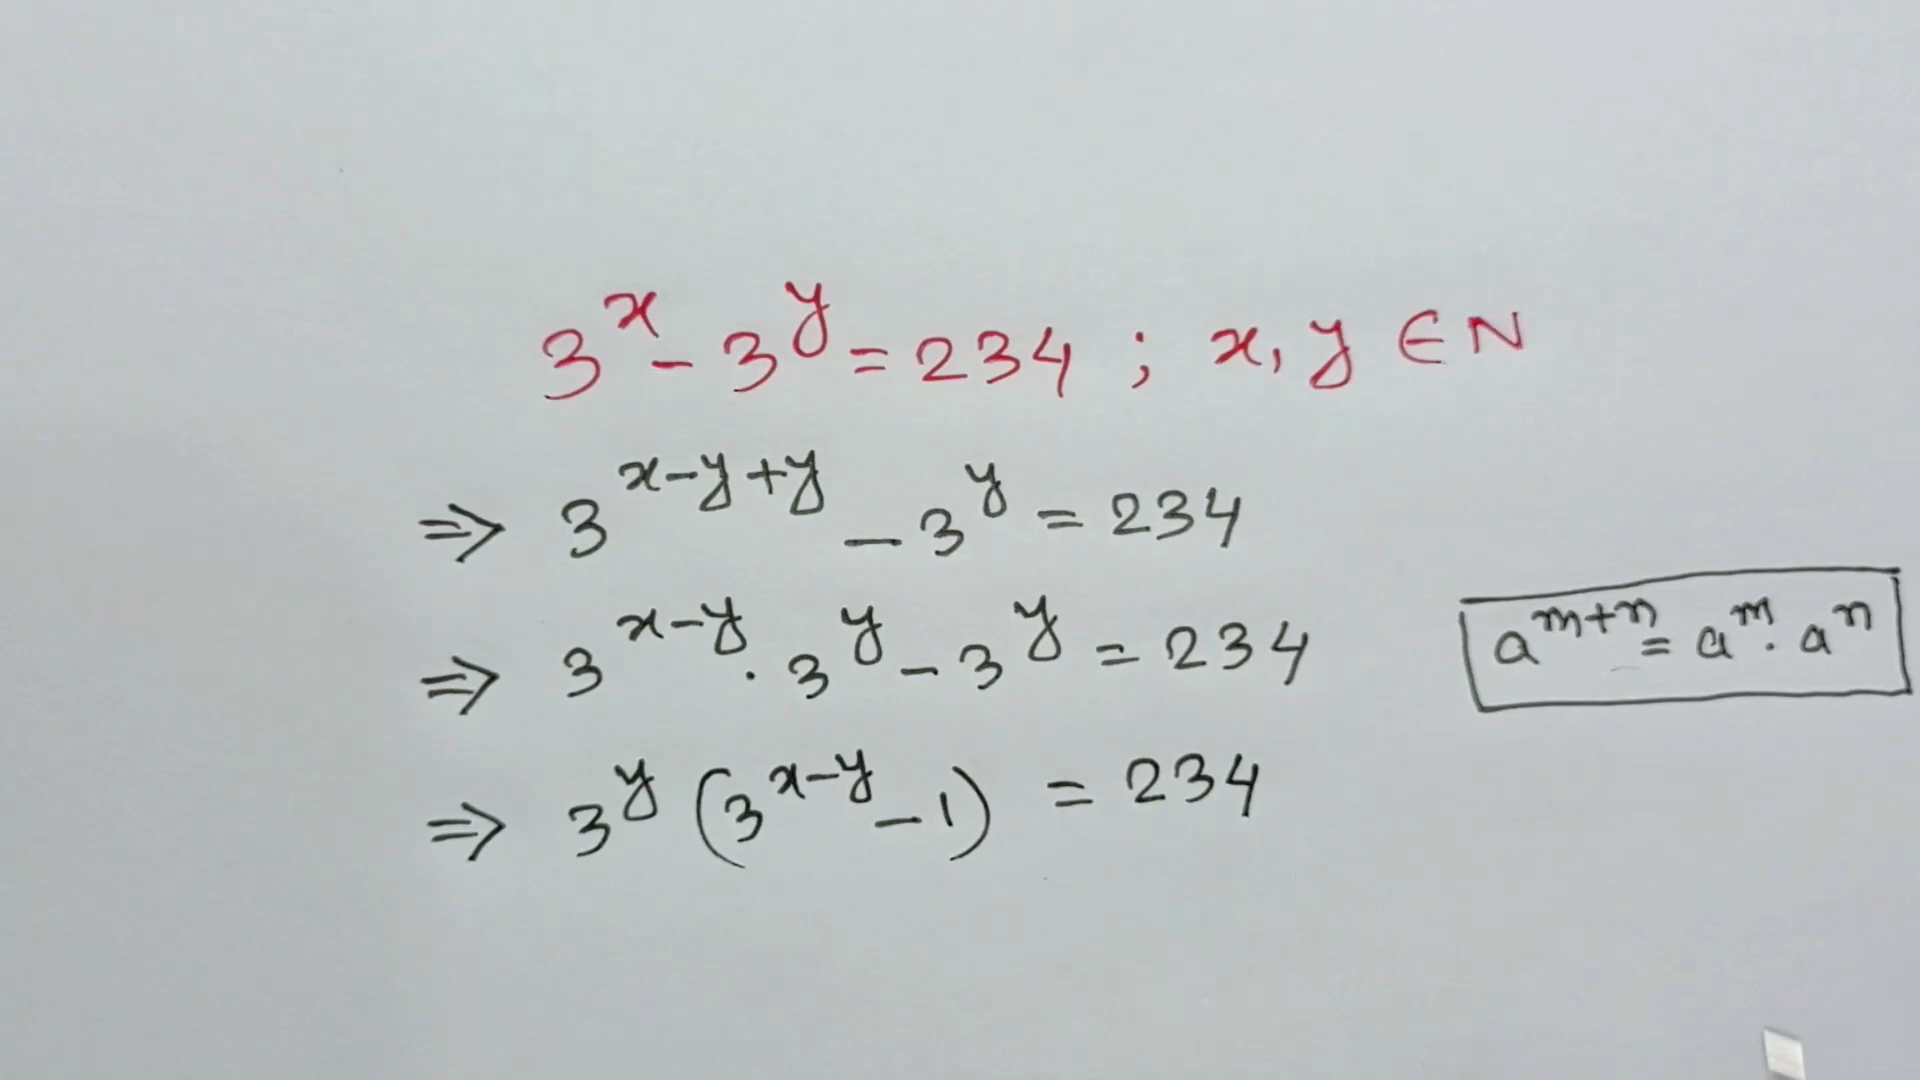 3^x - 3^y = 234 ; x, y ∈ N
⇒ 3^{x-y+y} - 3^y = 234
⇒ 3^{x-y} . 3^y - 3^y = 234
a^{m+n} = a^m . a^n
⇒ 3^y (3^{x-y} - 1) = 234